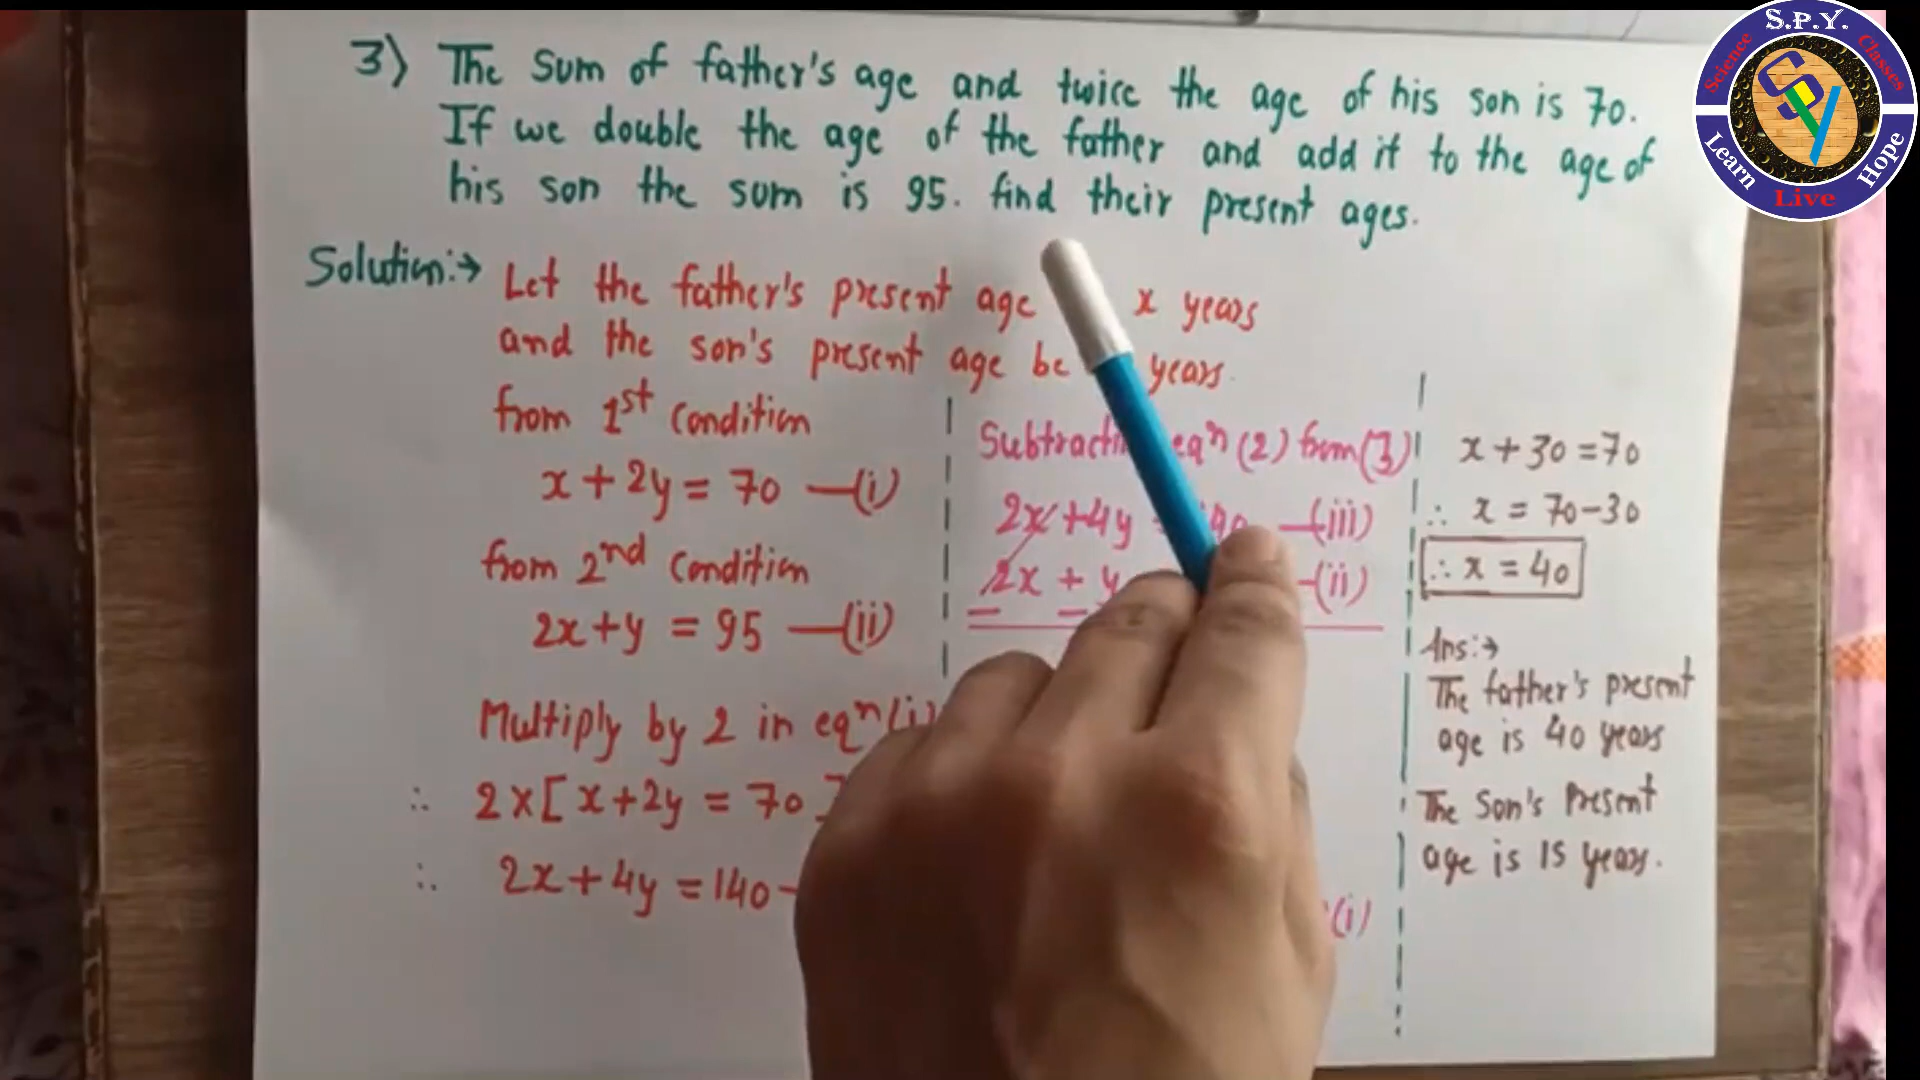 3) The Sum of father's age and twice the age of his son is 70.
If we double the age of the father and add it to the age of
his son the sum is 95. find their present ages.
Solution:→ Let the father's present age x years
and the son's present age be years.
from 1st Condition
x + 2y = 70 —(i)
from 2nd Condition
2x + y = 95 —(ii)
Multiply by 2 in eqn (i)
∴ 2 × [ x + 2y = 70 ]
∴ 2x + 4y = 140 -
eqn (2) from (3)
2x + 4y —(iii)
2x + y —(ii)
(i)
x + 30 = 70
∴ x = 70 - 30
∴ x = 40
Ans:→
The father's present
age is 40 years
The Son's Present
age is 15 years.
S.P.Y.
Science Classes
SPY
Learn Live Hope